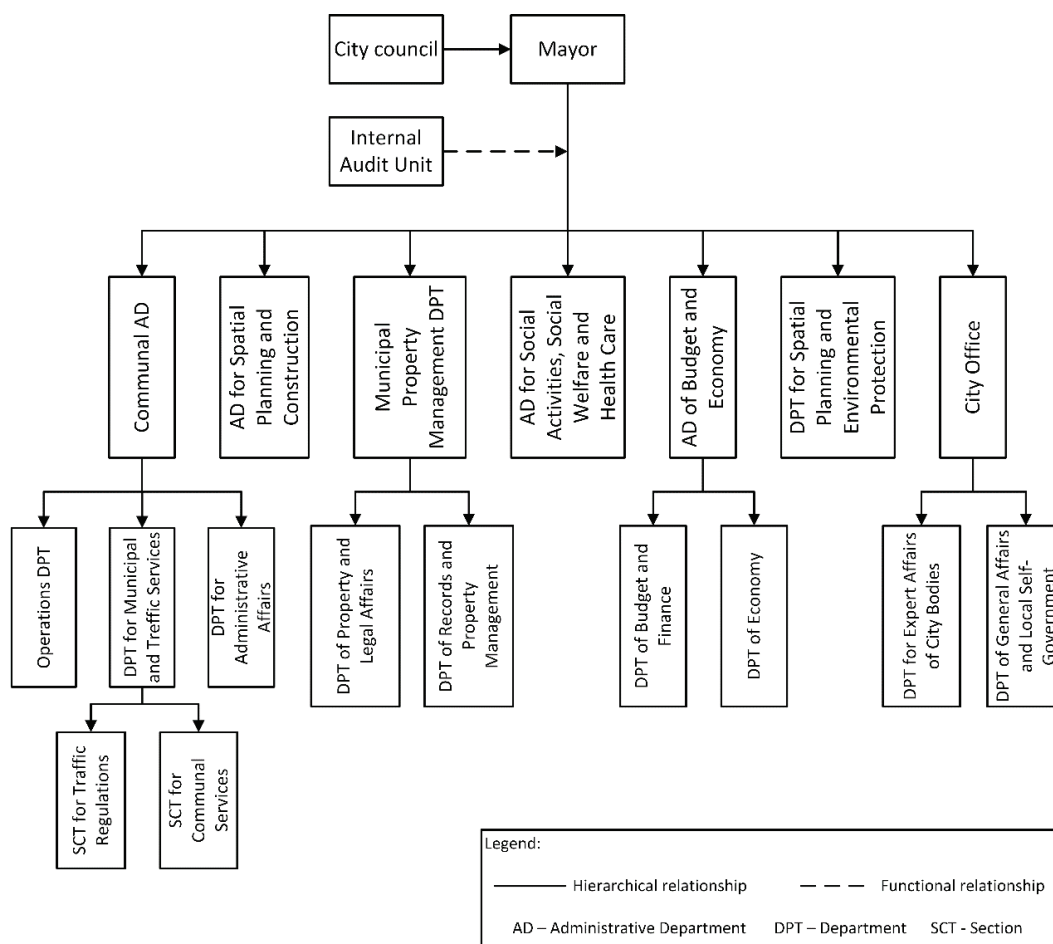 City council
Mayor
Internal
Audit Unit
Communal AD
AD for Spatial
Planning and
Construction
Municipal
Property
Management DPT
AD for Social
Activities, Social
Welfare and
Health Care
AD of Budget and
Economy
DPT for Spatial
Planning and
Environmental
Protection
City Office
Operations DPT
DPT for Municipal
and Traffic Services
DPT for
Administrative
Affairs
DPT of Property and
Legal Affairs
DPT of Records and
Property
Management
DPT of Budget and
Finance
DPT of Economy
DPT for Expert Affairs
of City Bodies
DPT of General Affairs
and Local Self-
Government
SCT for Traffic
Regulations
SCT for
Communal
Services
Legend:
Hierarchical relationship
Functional relationship
AD – Administrative Department DPT – Department SCT - Section